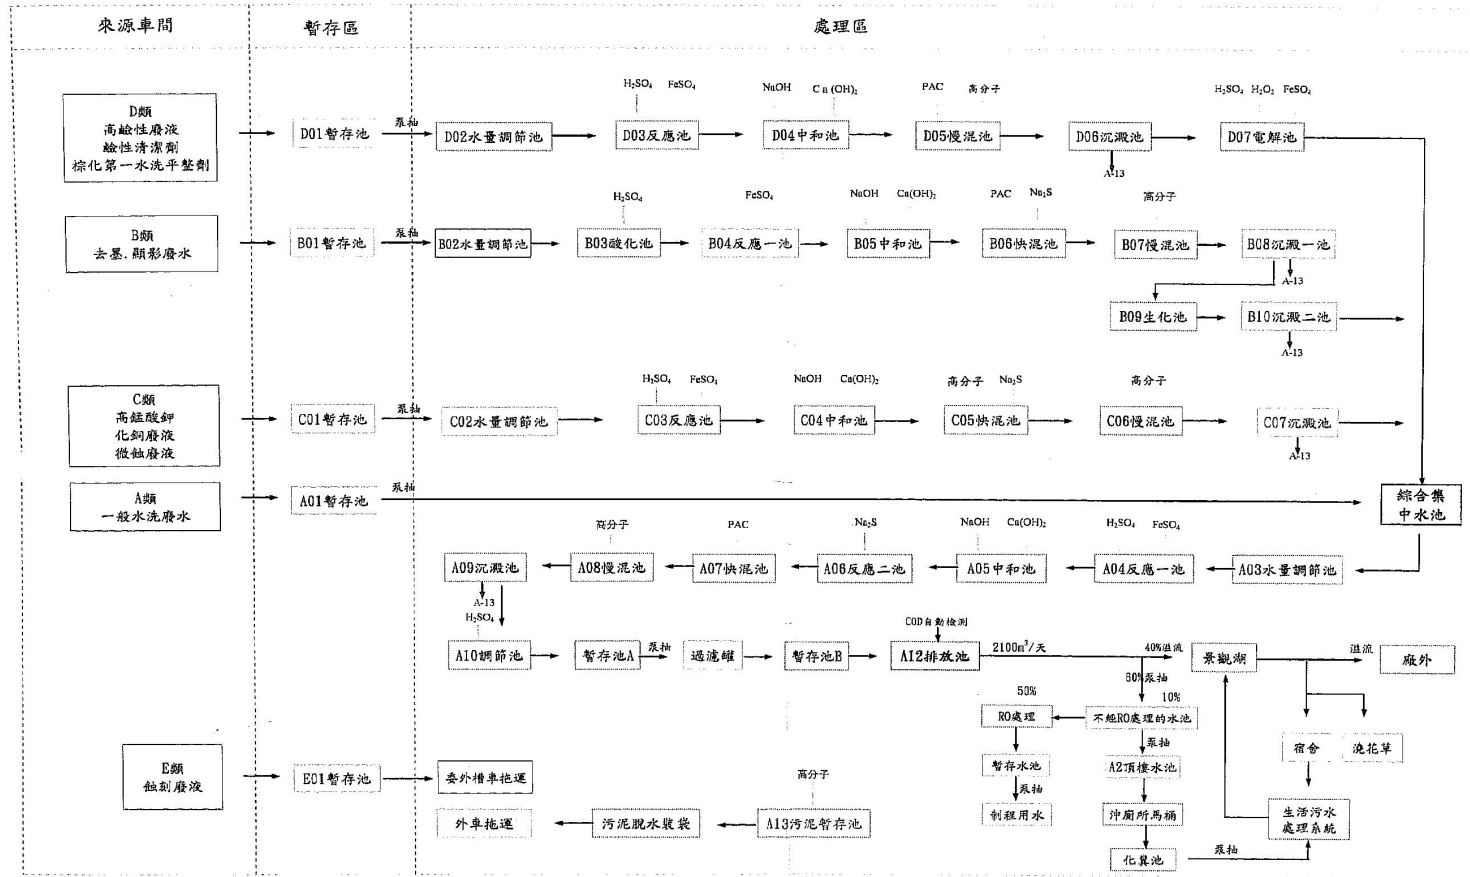 來源車間
暫存區
處理區
H₂SO₄ FeSO₄
NaOH Ca(OH)₂
PAC 高分子
H₂SO₄ H₂O₂ FeSO₄
D類
高鹼性廢液
鹼性清潔劑
棕化第一水洗平整劑
D01暫存池
泵抽
D02水量調節池
D03反應池
D04中和池
D05慢混池
D06沉澱池
D07電解池
A-13
H₂SO₄
FeSO₄
NaOH Ca(OH)₂
PAC Na₂S
高分子
B類
去墨.顯影廢水
B01暫存池
泵抽
B02水量調節池
B03酸化池
B04反應一池
B05中和池
B06快混池
B07慢混池
B08沉澱一池
A-13
B09生化池
B10沉澱二池
A-13
H₂SO₄ FeSO₄
NaOH Ca(OH)₂
高分子 Na₂S
高分子
C類
高錳酸鉀
化銅廢液
微蝕廢液
C01暫存池
泵抽
C02水量調節池
C03反應池
C04中和池
C05快混池
C06慢混池
C07沉澱池
A-13
A類
一般水洗廢水
A01暫存池
泵抽
綜合集
中水池
高分子
PAC
Na₂S
NaOH Ca(OH)₂
H₂SO₄ FeSO₄
A09沉澱池
A08慢混池
A07快混池
A06反應二池
A05中和池
A04反應一池
A03水量調節池
A-13
H₂SO₄
COD自動檢測
A10調節池
暫存池A
泵抽
過濾罐
暫存池B
A12排放池
2100m³/天
40%溢流
景觀湖
溢流
廠外
60%泵抽
50%
10%
RO處理
不經RO處理的水池
泵抽
宿舍
澆花草
暫存水池
A2頂樓水池
泵抽
制程用水
沖廁所馬桶
生活污水
處理系統
化糞池
泵抽
E類
蝕刻廢液
E01暫存池
委外槽車拖運
高分子
外車拖運
污泥脫水裝袋
A13污泥暫存池